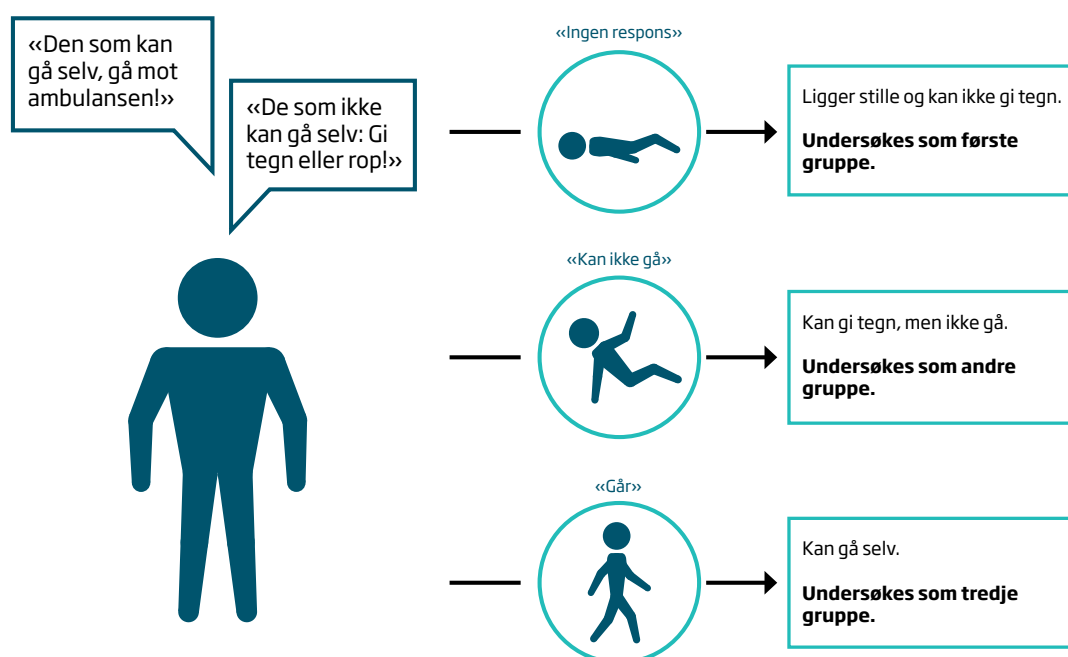 «Den som kan
gå selv, gå mot
ambulansen!»
«De som ikke
kan gå selv: Gi
tegn eller rop!»
«Ingen respons»
Ligger stille og kan ikke gi tegn.
Undersøkes som første
gruppe.
«Kan ikke gå»
Kan gi tegn, men ikke gå.
Undersøkes som andre
gruppe.
«Går»
Kan gå selv.
Undersøkes som tredje
gruppe.